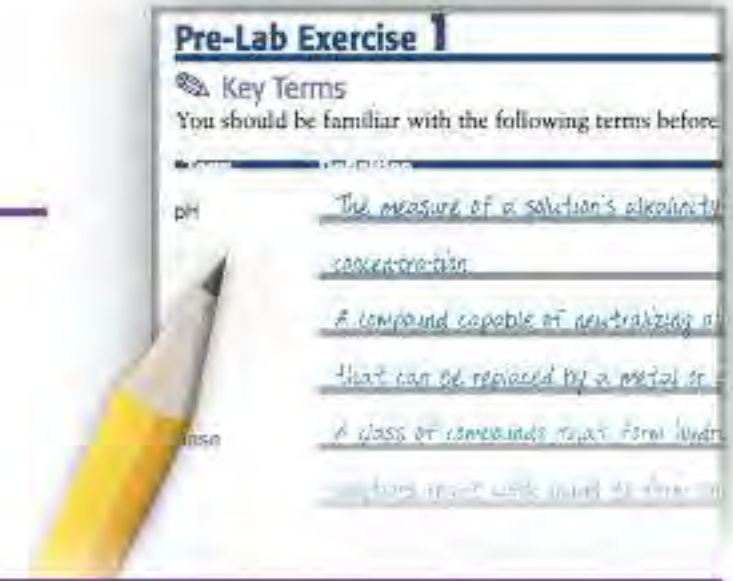 Pre-Lab Exercise 1
Key Terms
You should be familiar with the following terms before
pH
The measure of a solution's alkalinity
concentration
A compound capable of neutralizing
that can be replaced by a metal or
A class of compounds that form